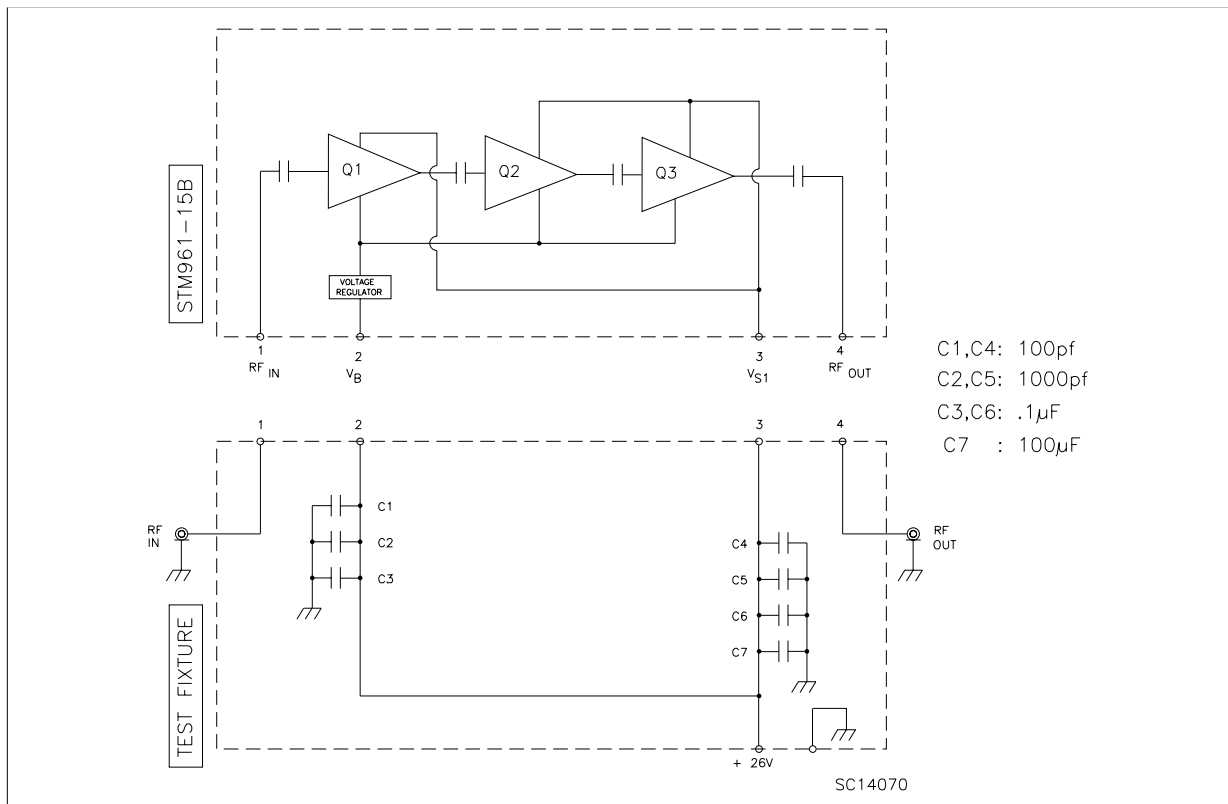 STM961-15B
Q1
Q2
Q3
VOLTAGE
REGULATOR
1
2
3
4
RF IN
VB
VS1
RF OUT
C1,C4: 100pf
C2,C5: 1000pf
C3,C6: .1µF
C7 : 100µF
1
2
3
4
TEST FIXTURE
RF
IN
C1
C2
C3
C4
C5
C6
C7
RF
OUT
+ 26V
SC14070